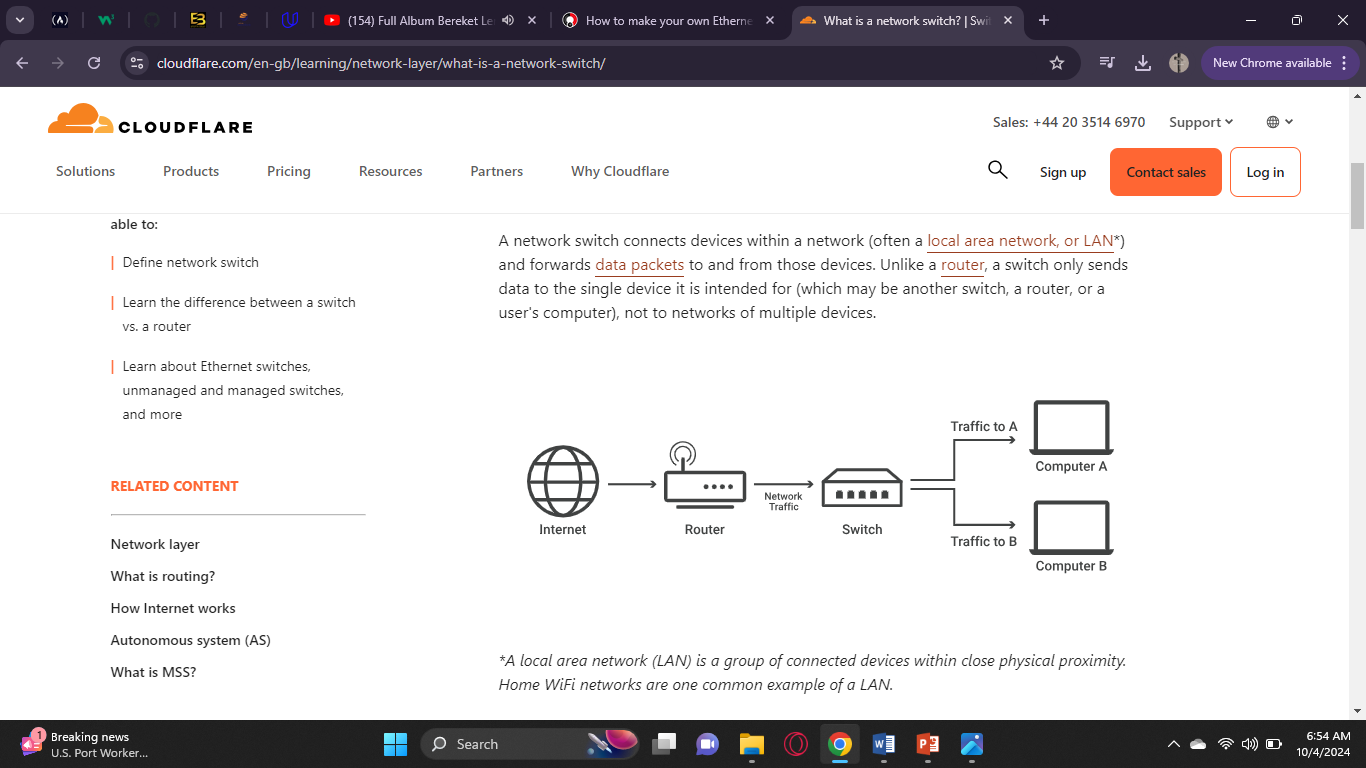 (154) Full Album Bereket Le
How to make your own Etherne
What is a network switch? | Swi
cloudflare.com/en-gb/learning/network-layer/what-is-a-network-switch/
New Chrome available
CLOUDFLARE
Sales: +44 20 3514 6970
Support
Solutions
Products
Pricing
Resources
Partners
Why Cloudflare
Sign up
Contact sales
Log in
able to:
Define network switch
Learn the difference between a switch
vs. a router
Learn about Ethernet switches,
unmanaged and managed switches,
and more
RELATED CONTENT
Network layer
What is routing?
How Internet works
Autonomous system (AS)
What is MSS?
A network switch connects devices within a network (often a local area network, or LAN*)
and forwards data packets to and from those devices. Unlike a router, a switch only sends
data to the single device it is intended for (which may be another switch, a router, or a
user's computer), not to networks of multiple devices.
Internet
Router
Network
Traffic
Switch
Traffic to A
Computer A
Traffic to B
Computer B
*A local area network (LAN) is a group of connected devices within close physical proximity.
Home WiFi networks are one common example of a LAN.
1
Breaking news
U.S. Port Worker...
Search
6:54 AM
10/4/2024